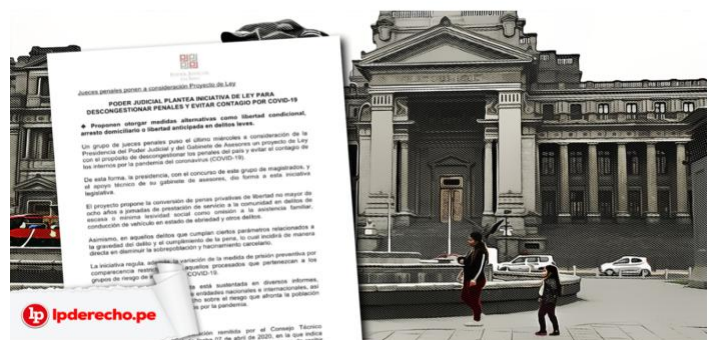 PODER JUDICIAL
Jueces penales ponen a consideración Proyecto de Ley
PODER JUDICIAL PLANTEA INICIATIVA DE LEY PARA
DESCONGESTIONAR PENALES Y EVITAR CONTAGIO POR COVID-19
Proponen otorgar medidas alternativas como libertad condicional,
arresto domiciliario o libertad anticipada en delitos leves.
Un grupo de jueces penales puso el último miércoles a consideración de la
Presidencia del Poder Judicial y del Gabinete de Asesores un proyecto de Ley
con el propósito de descongestionar los penales del país y evitar el contagio de
los internos por la pandemia del coronavirus (COVID-19).
De esta forma, la presidencia, con el concurso de este grupo de magistrados, y
el apoyo técnico de su gabinete de asesores, dio forma a esta iniciativa
legislativa.
El proyecto propone la conversión de penas privativas de libertad no mayor de
ocho años a jornadas de prestación de servicio a la comunidad en delitos de
escasa o mínima lesividad social como omisión a la asistencia familiar,
conducción de vehículo en estado de ebriedad y otros delitos.
Asimismo, en aquellos delitos que cumplan ciertos parámetros relacionados a
la gravedad del delito y el cumplimiento de la pena, lo cual incidirá de manera
directa en disminuir la sobrepoblación y hacinamiento carcelario.
La iniciativa regula, además, la variación de la medida de prisión preventiva por
comparecencia aquellos procesados que pertenezcan a los
grupos de riesgo de COVID-19.
está sustentada en diversos informes,
entidades nacionales e internacionales, así
sobre el riesgo que afronta la población
por la pandemia.
remitida por el Consejo Técnico
07 de abril de 2020, en la que indica
lp lpderecho.pe